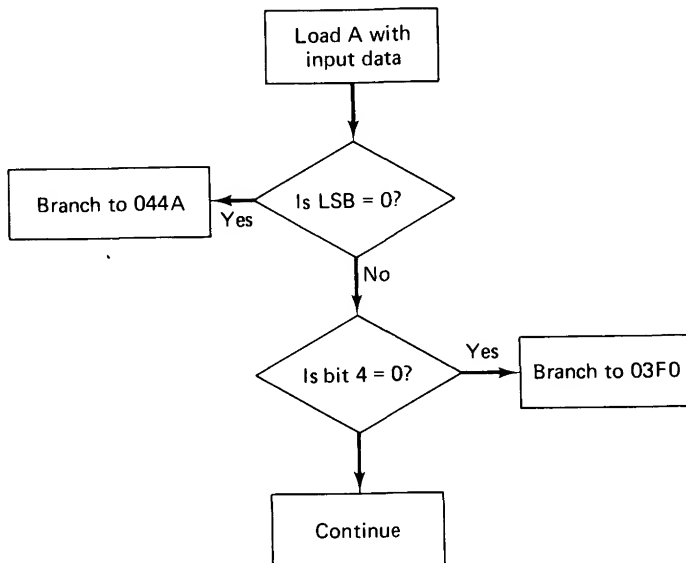 Load A with
input data
Is LSB = 0?
Yes
Branch to 044A
No
Is bit 4 = 0?
Yes
Branch to 03F0
Continue